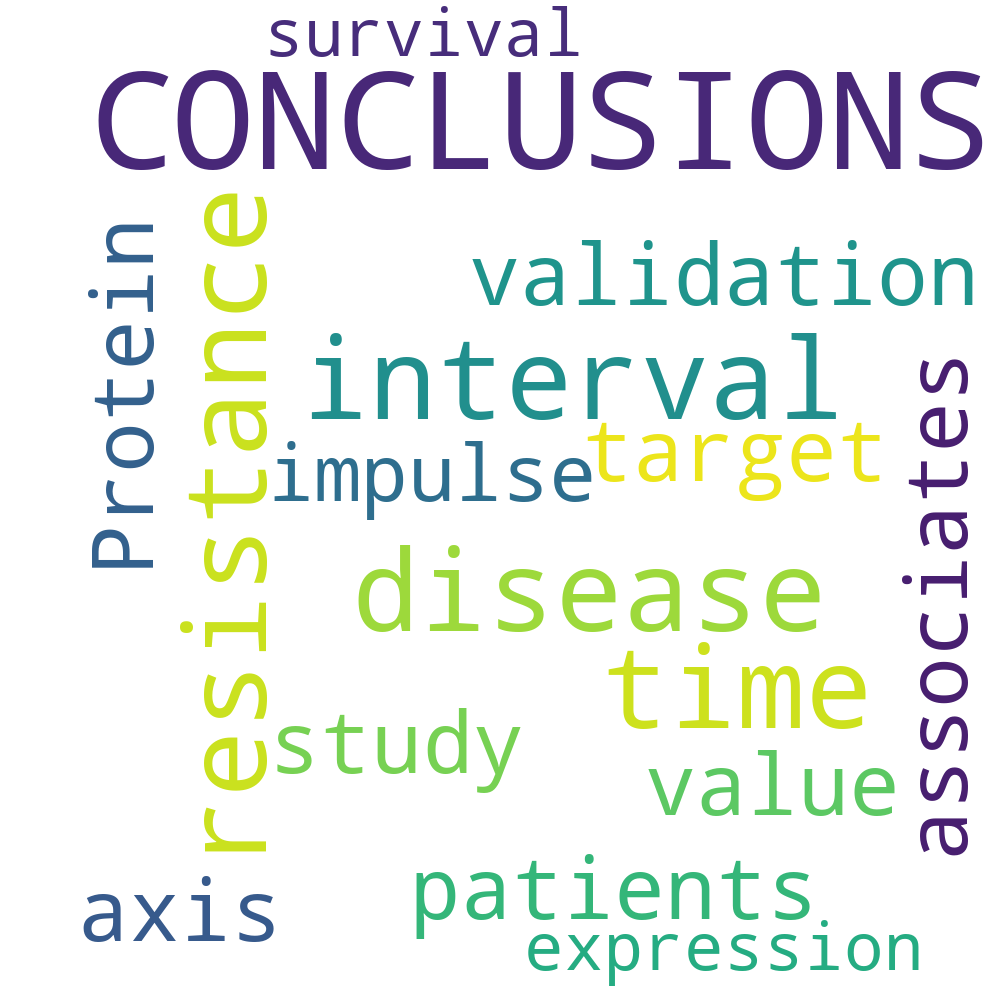 survival
CONCLUSIONS
Protein
resistance
validation
interval
associates
target
impulse
disease
time
study
value
patients
axis
expression